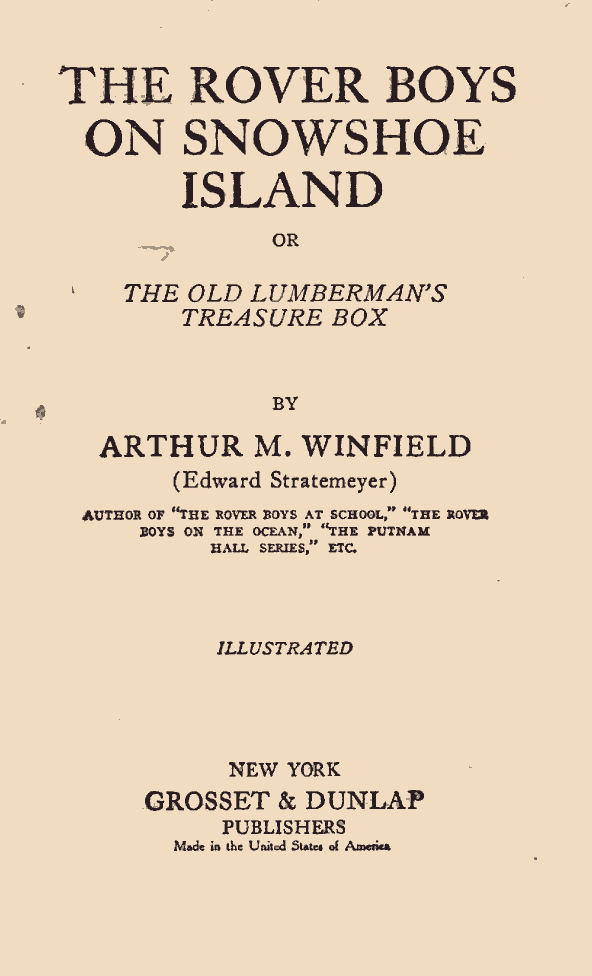 THE ROVER BOYS
ON SNOWSHOE
ISLAND
OR
THE OLD LUMBERMAN'S
TREASURE BOX
BY
ARTHUR M. WINFIELD
(Edward Stratemeyer)
AUTHOR OF “THE ROVER BOYS AT SCHOOL,” “THE ROVER
BOYS ON THE OCEAN,” “THE PUTNAM
HALL SERIES,” ETC.
ILLUSTRATED
NEW YORK
GROSSET & DUNLAP
PUBLISHERS
Made in the United States of America